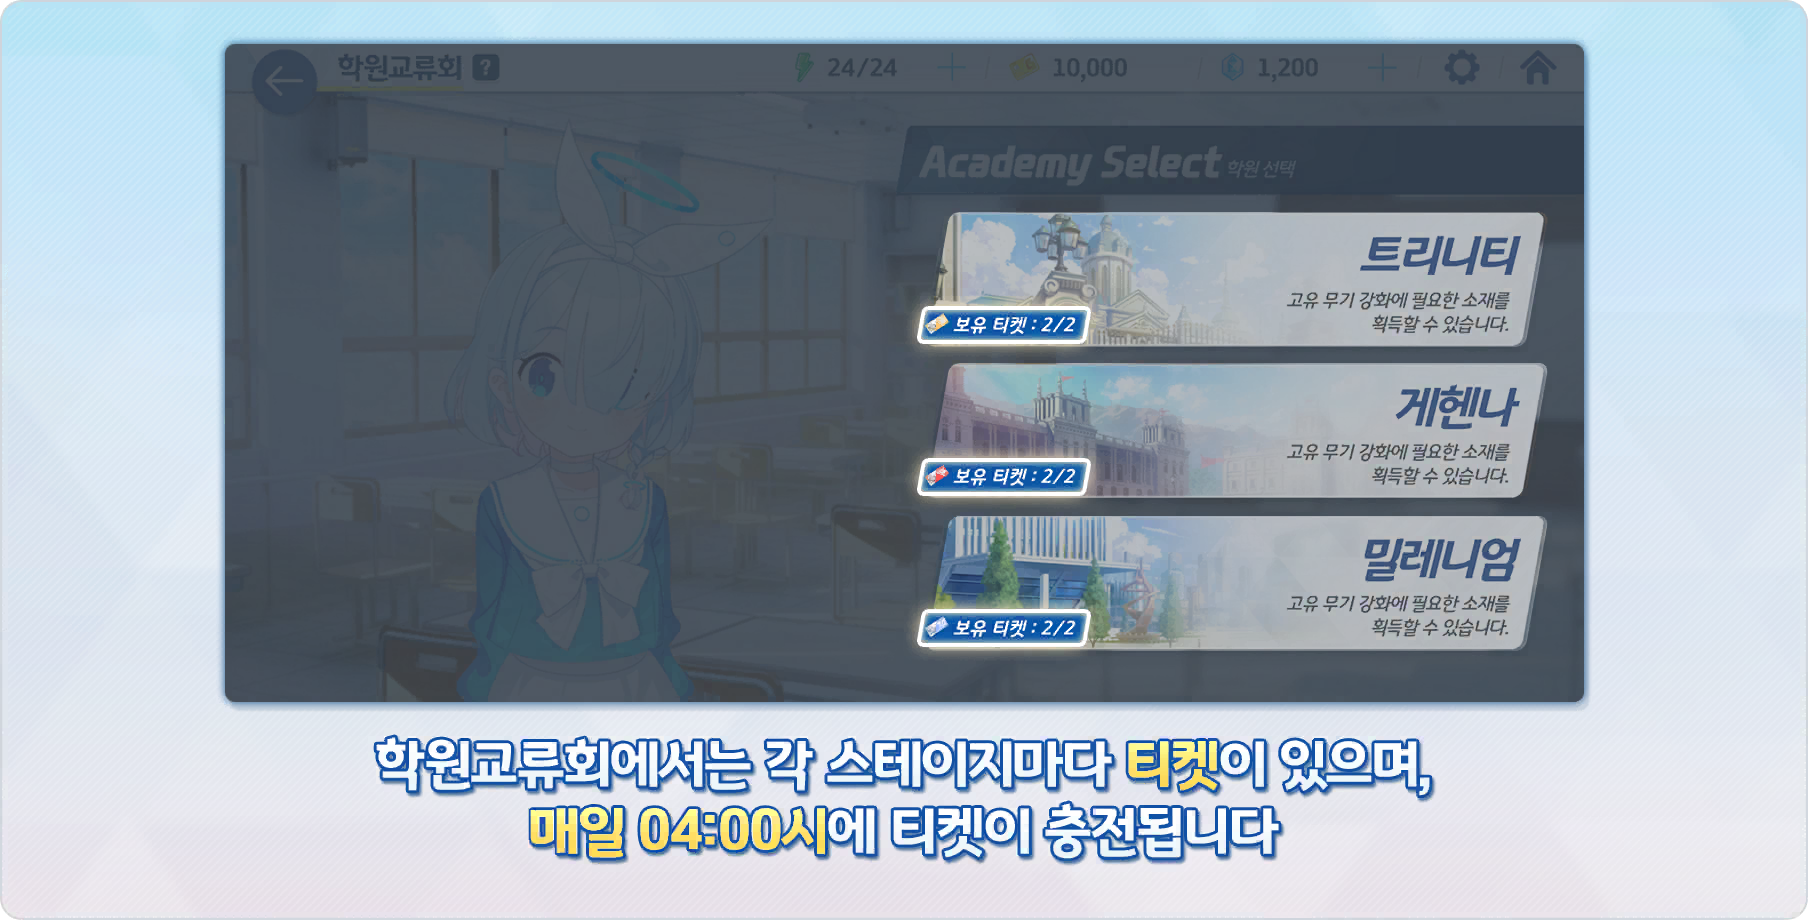 학원교류회 ?
24/24
10,000
1,200
Academy Select 학원 선택
트리니티
고유 무기 강화에 필요한 소재를
획득할 수 있습니다.
보유 티켓 : 2/2
게헨나
고유 무기 강화에 필요한 소재를
획득할 수 있습니다.
보유 티켓 : 2/2
밀레니엄
고유 무기 강화에 필요한 소재를
획득할 수 있습니다.
보유 티켓 : 2/2
학원교류회에서는 각 스테이지마다 티켓이 있으며,
매일 04:00시에 티켓이 충전됩니다